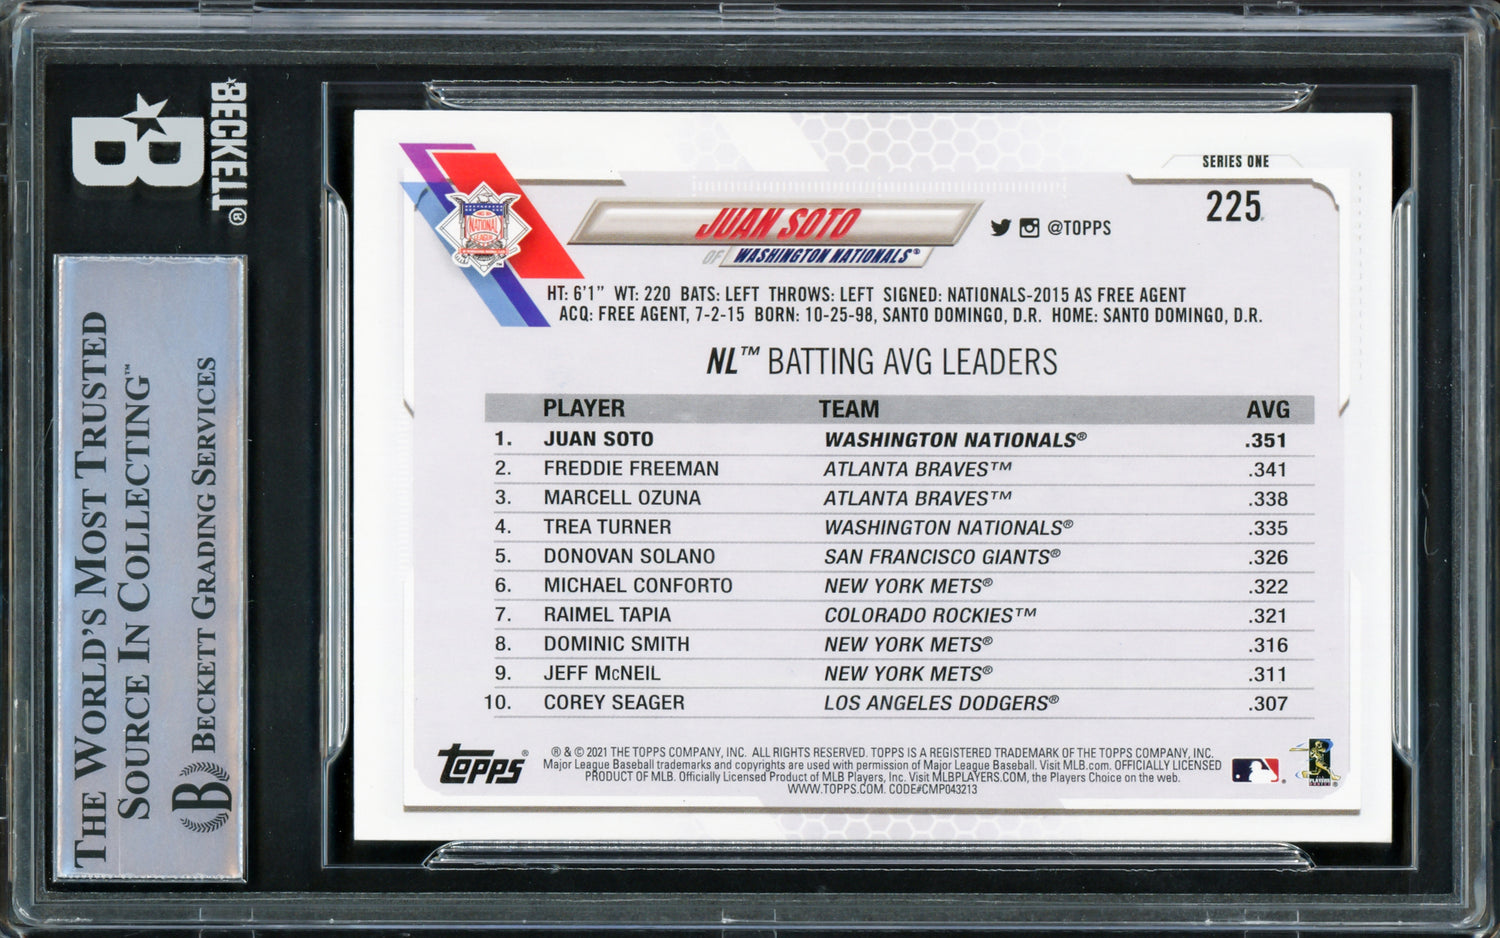 B
BECKETT®
THE WORLD'S MOST TRUSTED
SOURCE IN COLLECTING™
BECKETT GRADING SERVICES
B
SERIES ONE
225
NATIONAL
LEAGUE
JUAN SOTO
OF WASHINGTON NATIONALS®
@TOPPS
HT: 6'1" WT: 220 BATS: LEFT THROWS: LEFT SIGNED: NATIONALS-2015 AS FREE AGENT
ACQ: FREE AGENT, 7-2-15 BORN: 10-25-98, SANTO DOMINGO, D.R. HOME: SANTO DOMINGO, D.R.
NL™ BATTING AVG LEADERS
PLAYER TEAM AVG
1. JUAN SOTO WASHINGTON NATIONALS® .351
2. FREDDIE FREEMAN ATLANTA BRAVES™ .341
3. MARCELL OZUNA ATLANTA BRAVES™ .338
4. TREA TURNER WASHINGTON NATIONALS® .335
5. DONOVAN SOLANO SAN FRANCISCO GIANTS® .326
6. MICHAEL CONFORTO NEW YORK METS® .322
7. RAIMEL TAPIA COLORADO ROCKIES™ .321
8. DOMINIC SMITH NEW YORK METS® .316
9. JEFF McNEIL NEW YORK METS® .311
10. COREY SEAGER LOS ANGELES DODGERS® .307
TOPPS®
® & © 2021 THE TOPPS COMPANY, INC. ALL RIGHTS RESERVED. TOPPS IS A REGISTERED TRADEMARK OF THE TOPPS COMPANY, INC.
Major League Baseball trademarks and copyrights are used with permission of Major League Baseball. Visit MLB.com. OFFICIALLY LICENSED
PRODUCT OF MLB. Officially Licensed Product of MLB Players, Inc. Visit MLBPLAYERS.COM, the Players Choice on the web.
WWW.TOPPS.COM. CODE#CMP043213